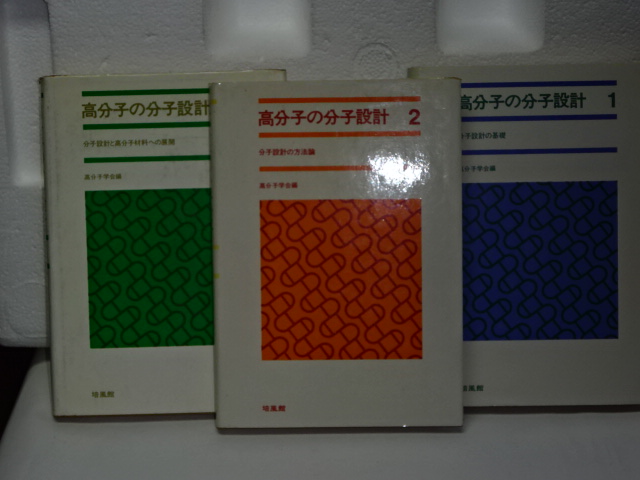 高分子の分子設計
分子設計と高分子材料への展開
高分子学会編
培風館
高分子の分子設計 2
分子設計の方法論
高分子学会編
培風館
高分子の分子設計 1
分子設計の基礎
高分子学会編
培風館